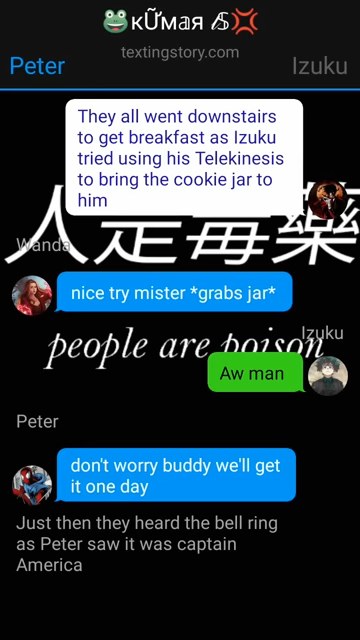 🐸кỮмαя 𝓁Ꭶ💢
textingstory.com
Peter
Izuku
They all went downstairs
to get breakfast as Izuku
tried using his Telekinesis
to bring the cookie jar to
him
人是毒藥
Wanda
nice try mister *grabs jar*
Izuku
people are poison
Aw man
Peter
don't worry buddy we'll get
it one day
Just then they heard the bell ring
as Peter saw it was captain
America